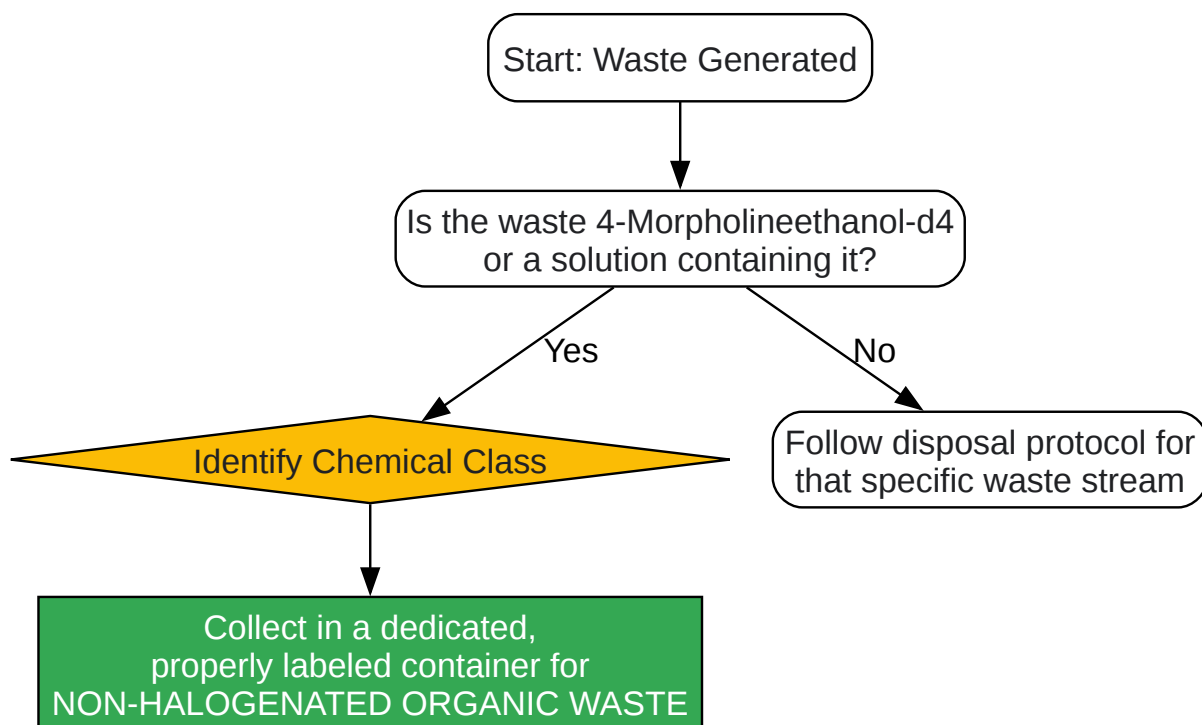 Start: Waste Generated
Is the waste 4-Morpholineethanol-d4
or a solution containing it?
Yes
No
Identify Chemical Class
Follow disposal protocol for
that specific waste stream
Collect in a dedicated,
properly labeled container for
NON-HALOGENATED ORGANIC WASTE